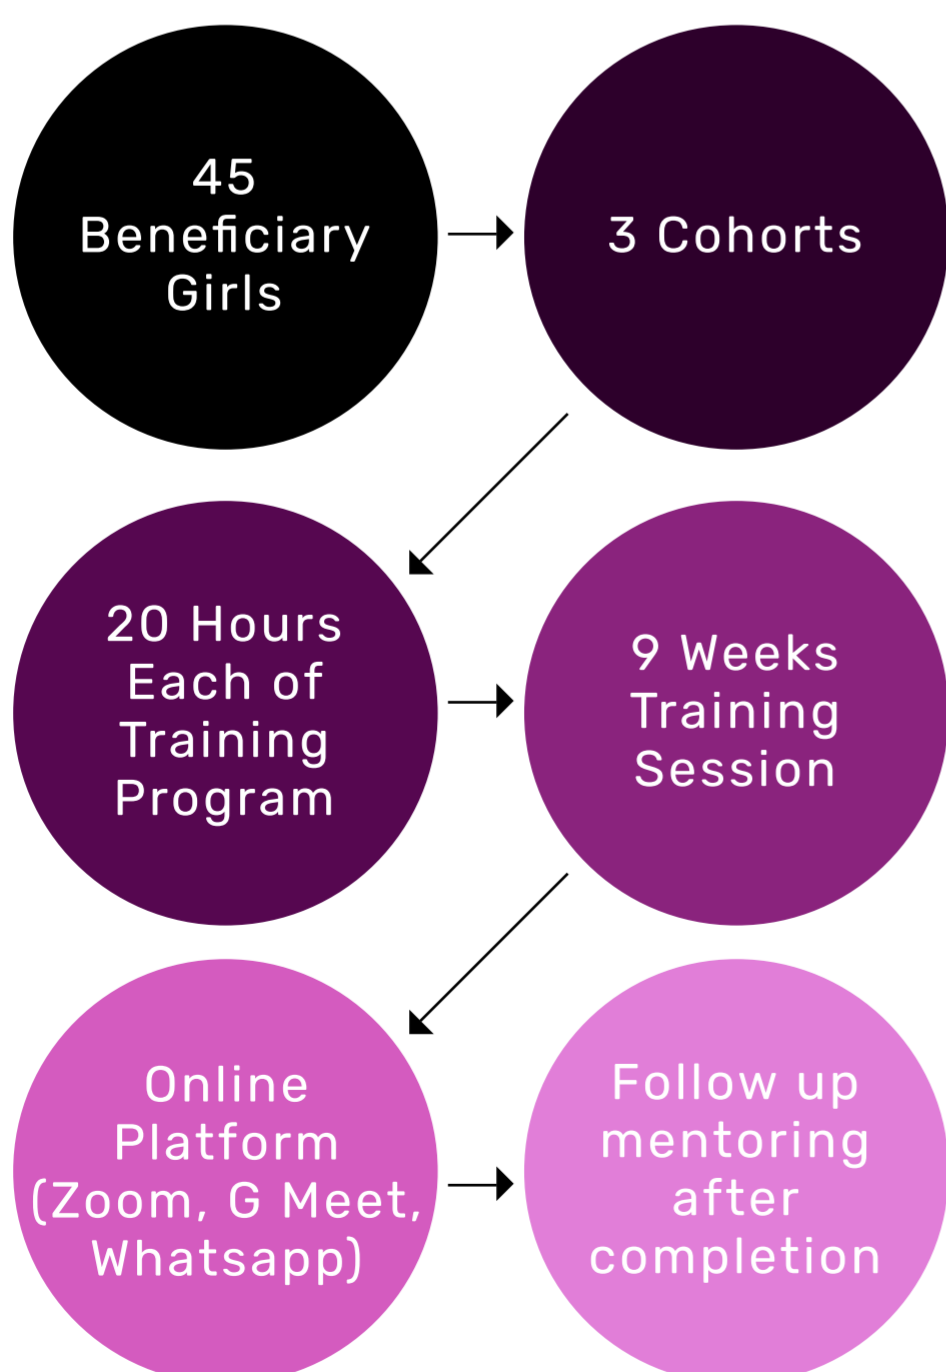 45
Beneficiary
Girls
3 Cohorts
20 Hours
Each of
Training
Program
9 Weeks
Training
Session
Online
Platform
(Zoom, G Meet,
Whatsapp)
Follow up
mentoring
after
completion